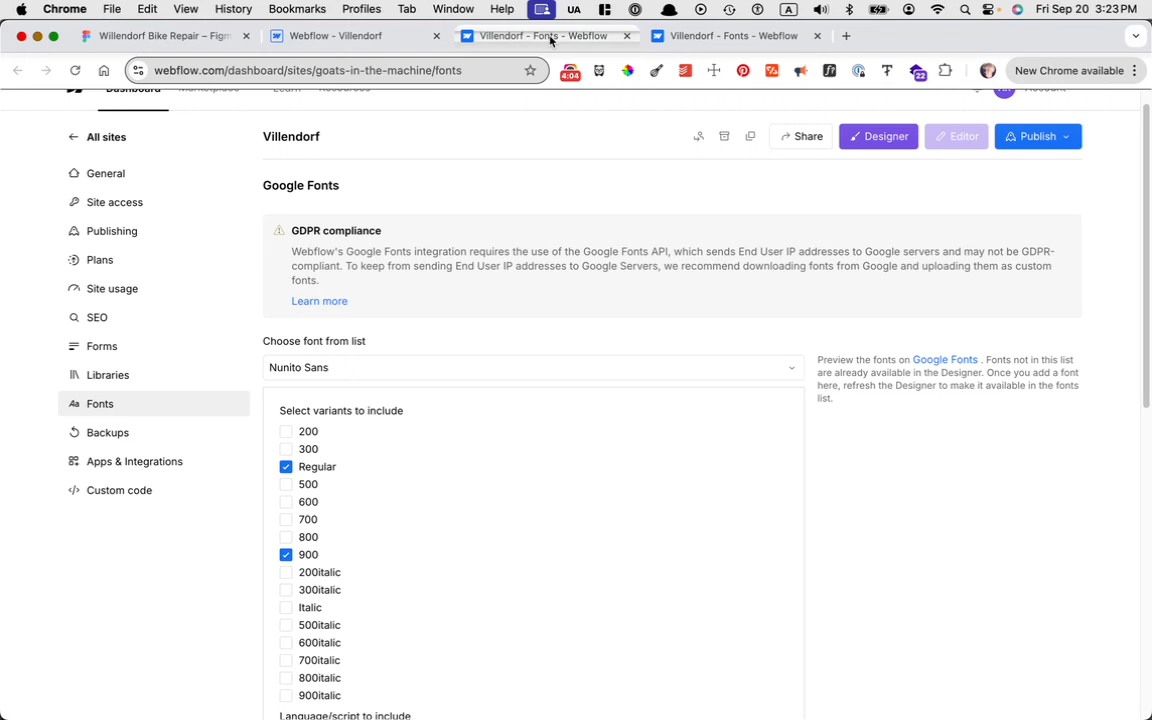 Chrome File Edit View History Bookmarks Profiles Tab Window Help UA A Fri Sep 20 3:23 PM
Villendorf Bike Repair – Figm Webflow - Villendorf Villendorf - Fonts - Webflow Villendorf - Fonts - Webflow
webflow.com/dashboard/sites/goats-in-the-machine/fonts 4:04 22 New Chrome available
Dashboard Marketplace Learn Resources Account
All sites
General
Site access
Publishing
Plans
Site usage
SEO
Forms
Libraries
Aa Fonts
Backups
Apps & Integrations
Custom code
Villendorf Share Designer Editor Publish
Google Fonts
GDPR compliance
Webflow's Google Fonts integration requires the use of the Google Fonts API, which sends End User IP addresses to Google servers and may not be GDPR-
compliant. To keep from sending End User IP addresses to Google Servers, we recommend downloading fonts from Google and uploading them as custom
fonts.
Learn more
Choose font from list
Nunito Sans
Preview the fonts on Google Fonts . Fonts not in this list
are already available in the Designer. Once you add a font
here, refresh the Designer to make it available in the fonts
list.
Select variants to include
200
300
Regular
500
600
700
800
900
200italic
300italic
Italic
500italic
600italic
700italic
800italic
900italic
Language/script to include